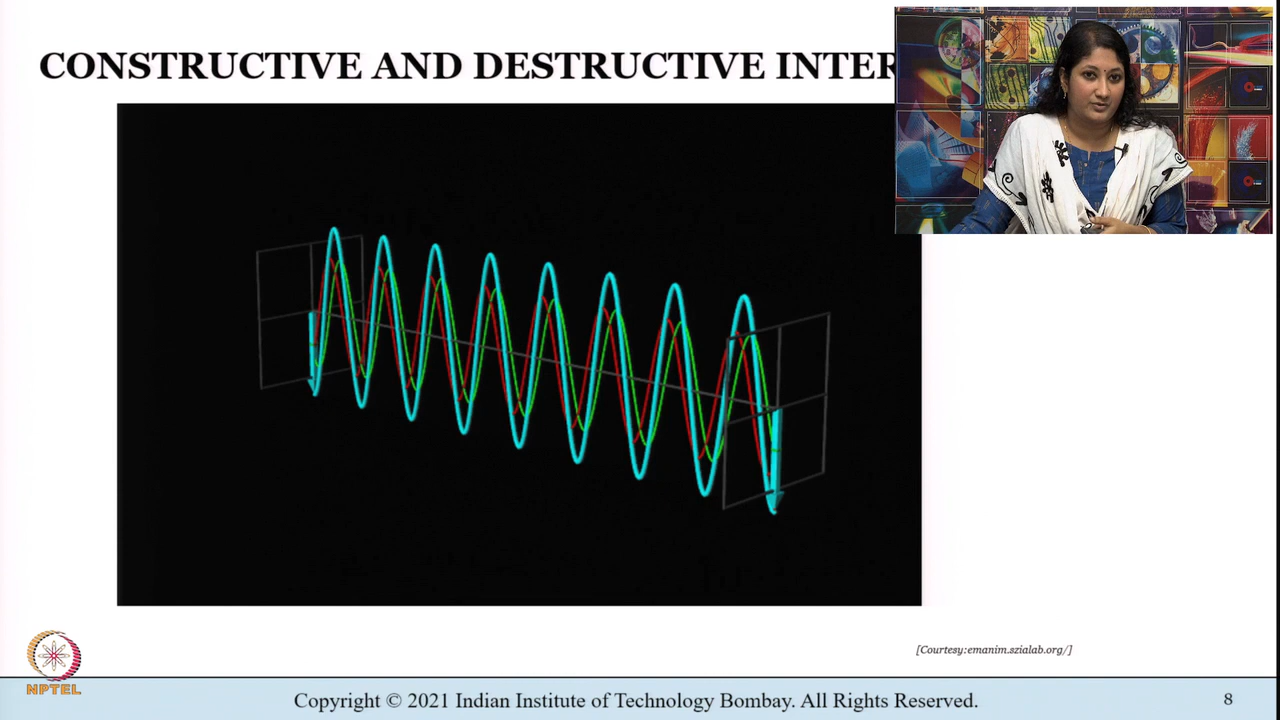 CONSTRUCTIVE AND DESTRUCTIVE INTER
[Courtesy:emanim.szialab.org/]
NPTEL
Copyright © 2021 Indian Institute of Technology Bombay. All Rights Reserved.
8